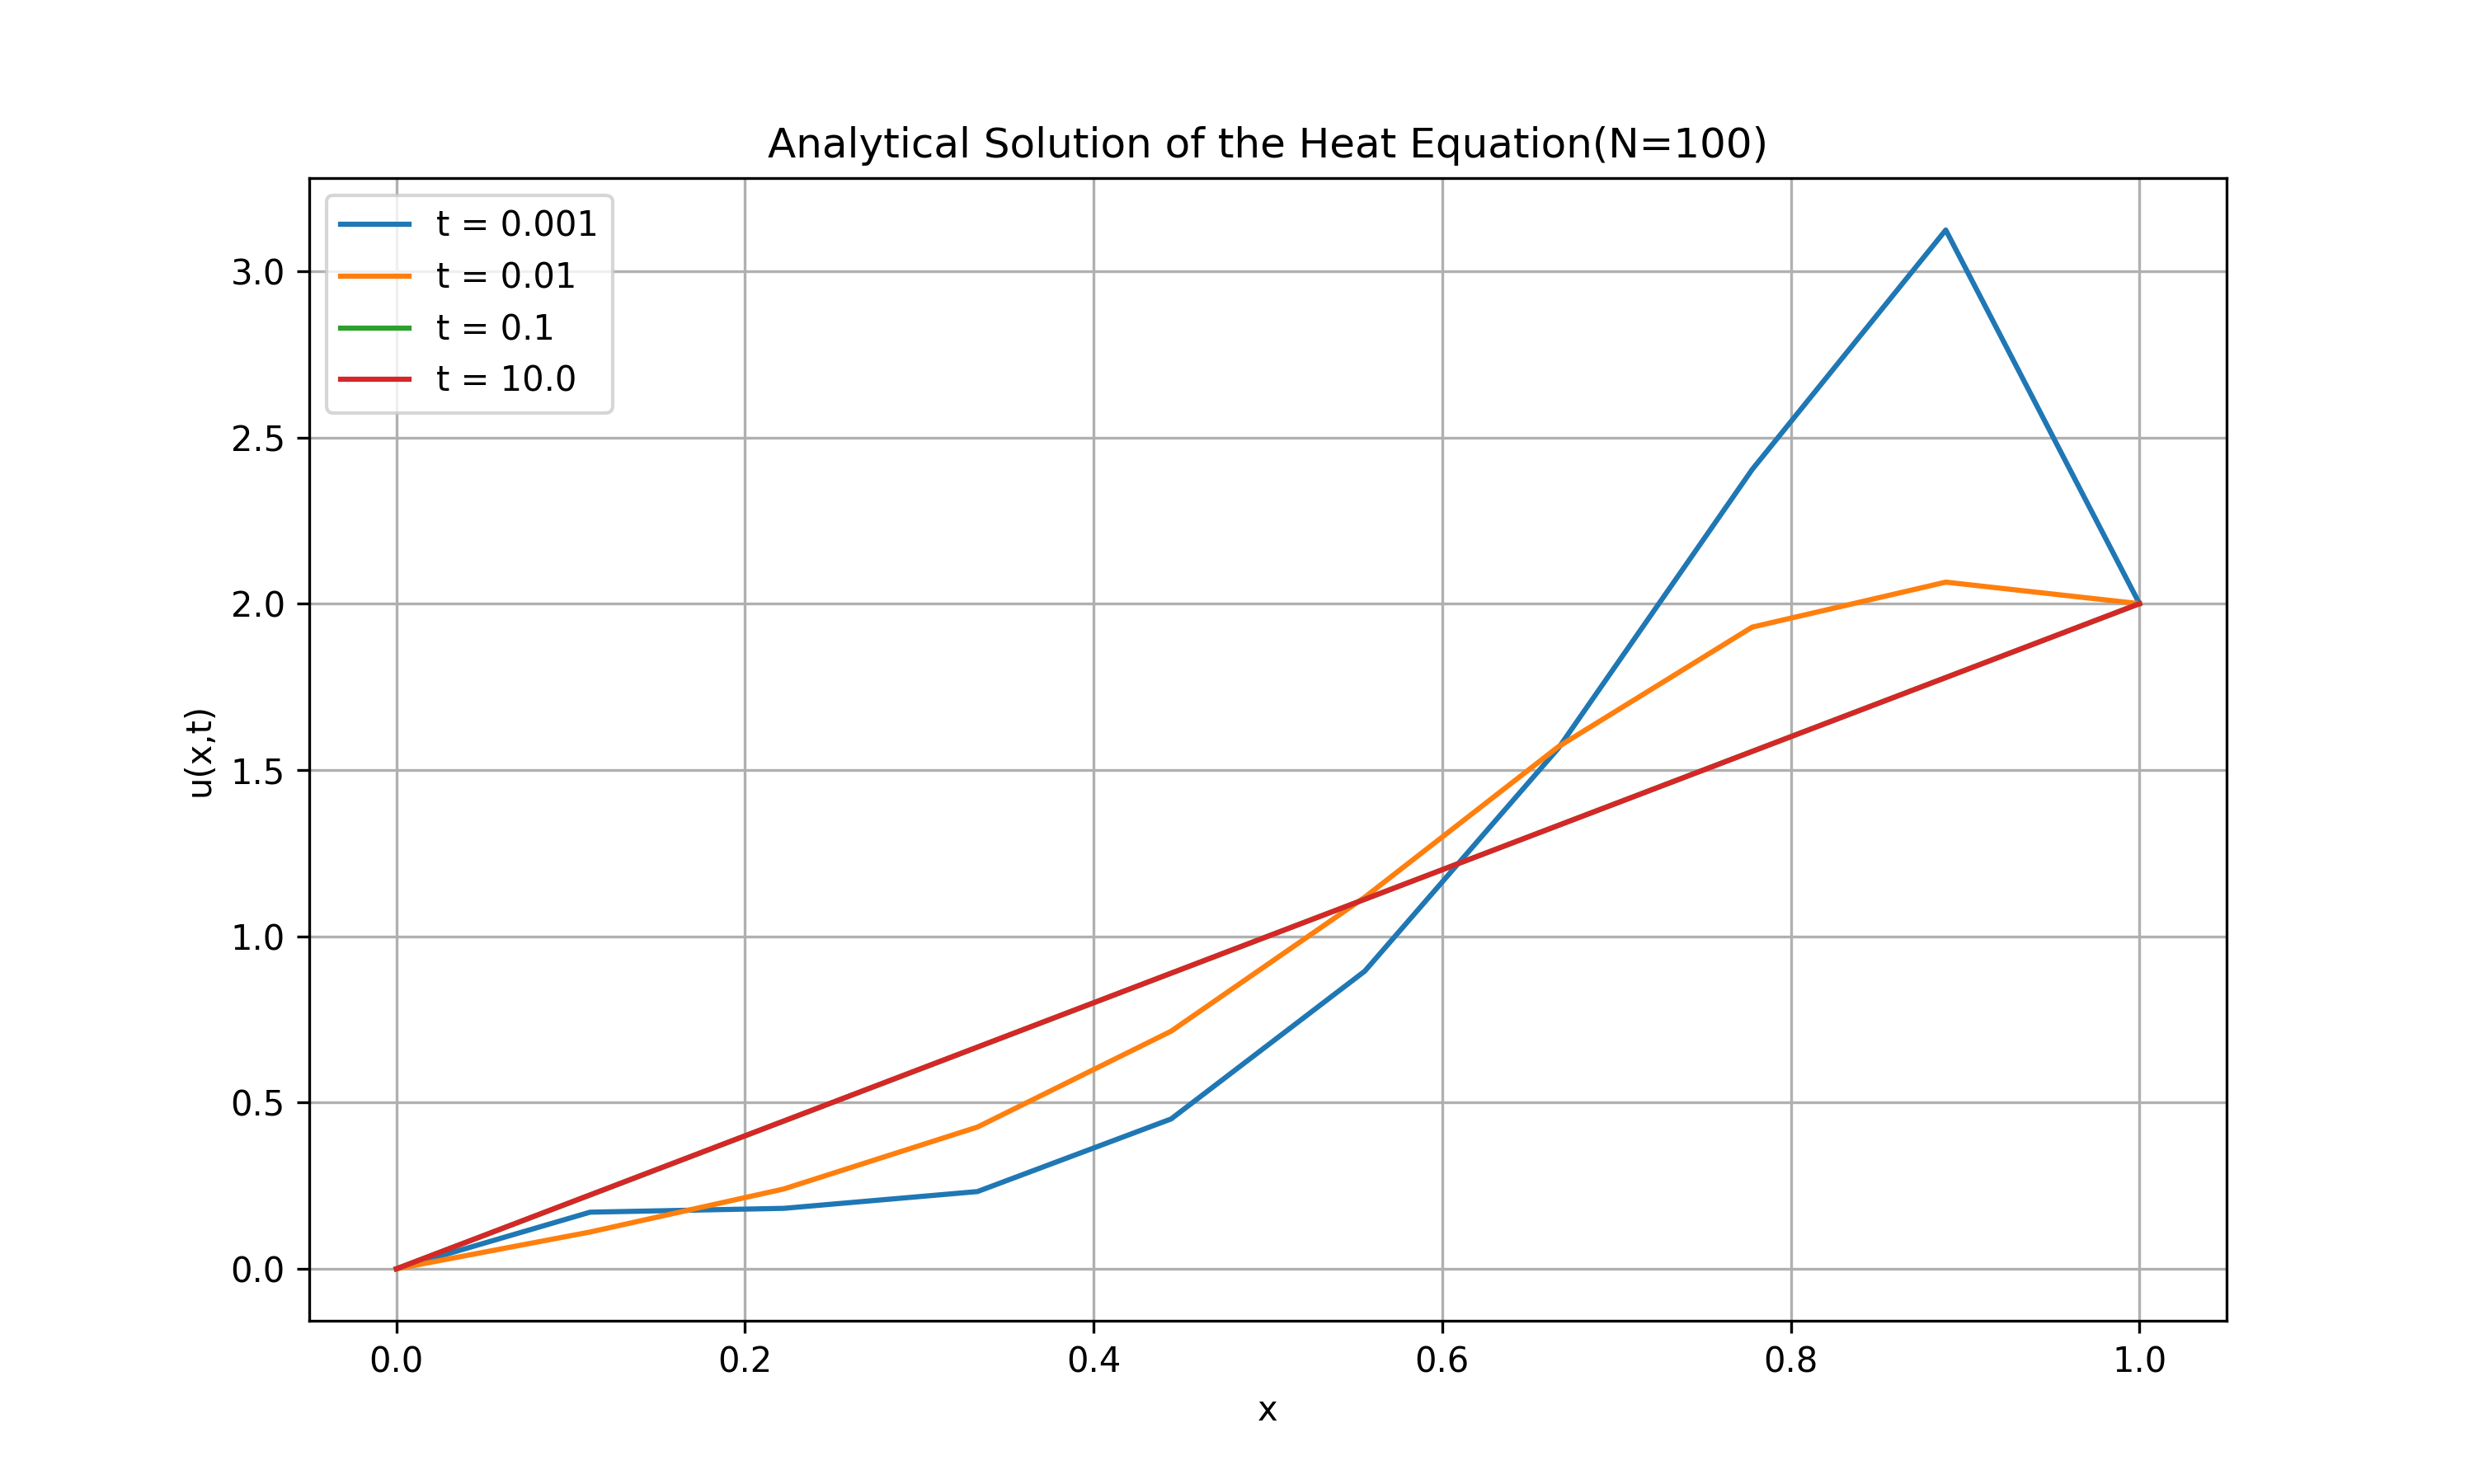 Analytical Solution of the Heat Equation(N=100)
t = 0.001
t = 0.01
t = 0.1
t = 10.0
3.0
2.5
2.0
1.5
1.0
0.5
0.0
u(x,t)
0.0 0.2 0.4 0.6 0.8 1.0
x